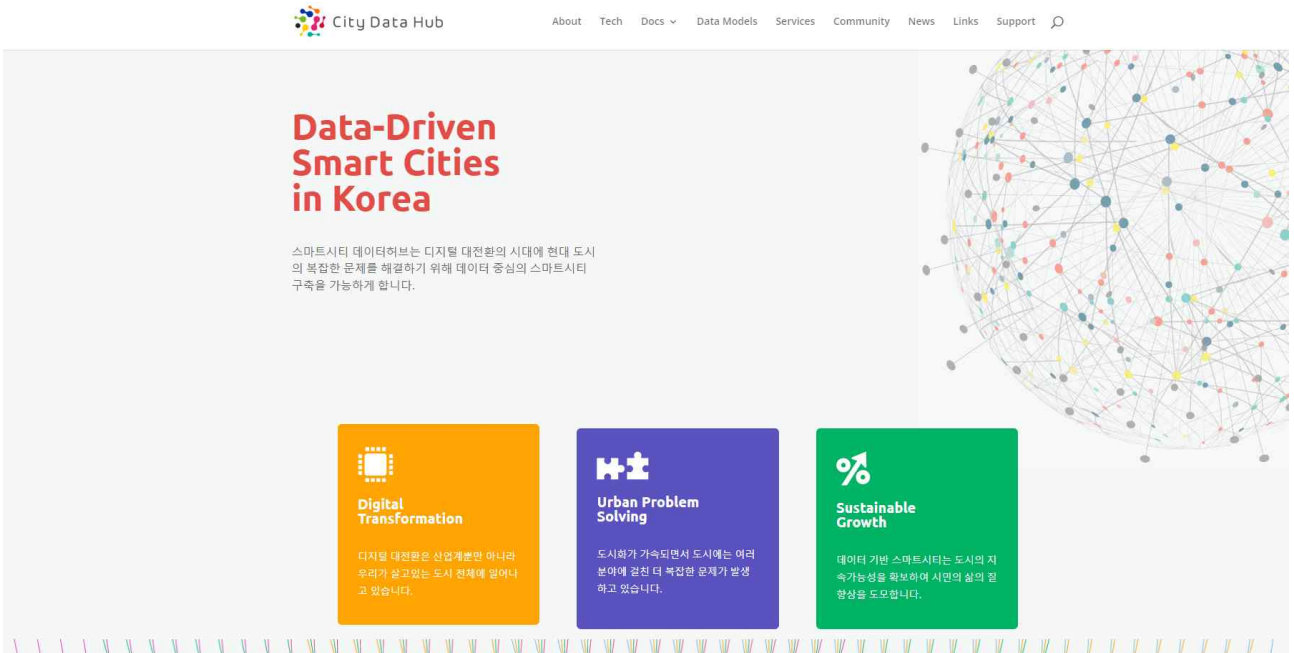 City Data Hub
About Tech Docs Data Models Services Community News Links Support
Data-Driven
Smart Cities
in Korea
스마트시티 데이터허브는 디지털 대전환의 시대에 현대 도시
의 복잡한 문제를 해결하기 위해 데이터 중심의 스마트시티
구축을 가능하게 합니다.
Digital
Transformation
디지털 대전환은 산업계뿐만 아니라
우리가 살고있는 도시 전체에 일어나
고 있습니다.
Urban Problem
Solving
도시화가 가속되면서 도시에는 여러
분야에 걸친 더 복잡한 문제가 발생
하고 있습니다.
Sustainable
Growth
데이터 기반 스마트시티는 도시의 지
속가능성을 확보하여 시민의 삶의 질
향상을 도모합니다.